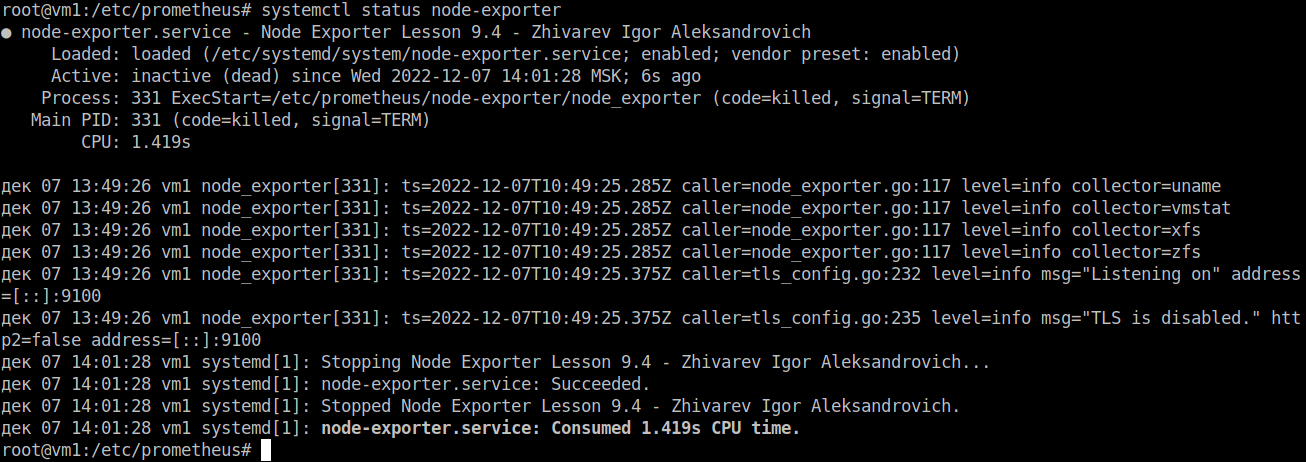 root@vm1:/etc/prometheus# systemctl status node-exporter
● node-exporter.service - Node Exporter Lesson 9.4 - Zhivarev Igor Aleksandrovich
     Loaded: loaded (/etc/systemd/system/node-exporter.service; enabled; vendor preset: enabled)
     Active: inactive (dead) since Wed 2022-12-07 14:01:28 MSK; 6s ago
    Process: 331 ExecStart=/etc/prometheus/node-exporter/node_exporter (code=killed, signal=TERM)
   Main PID: 331 (code=killed, signal=TERM)
        CPU: 1.419s

дек 07 13:49:26 vm1 node_exporter[331]: ts=2022-12-07T10:49:25.285Z caller=node_exporter.go:117 level=info collector=uname
дек 07 13:49:26 vm1 node_exporter[331]: ts=2022-12-07T10:49:25.285Z caller=node_exporter.go:117 level=info collector=vmstat
дек 07 13:49:26 vm1 node_exporter[331]: ts=2022-12-07T10:49:25.285Z caller=node_exporter.go:117 level=info collector=xfs
дек 07 13:49:26 vm1 node_exporter[331]: ts=2022-12-07T10:49:25.285Z caller=node_exporter.go:117 level=info collector=zfs
дек 07 13:49:26 vm1 node_exporter[331]: ts=2022-12-07T10:49:25.375Z caller=tls_config.go:232 level=info msg="Listening on" address
=[::]:9100
дек 07 13:49:26 vm1 node_exporter[331]: ts=2022-12-07T10:49:25.375Z caller=tls_config.go:235 level=info msg="TLS is disabled." htt
p2=false address=[::]:9100
дек 07 14:01:28 vm1 systemd[1]: Stopping Node Exporter Lesson 9.4 - Zhivarev Igor Aleksandrovich...
дек 07 14:01:28 vm1 systemd[1]: node-exporter.service: Succeeded.
дек 07 14:01:28 vm1 systemd[1]: Stopped Node Exporter Lesson 9.4 - Zhivarev Igor Aleksandrovich.
дек 07 14:01:28 vm1 systemd[1]: node-exporter.service: Consumed 1.419s CPU time.
root@vm1:/etc/prometheus#